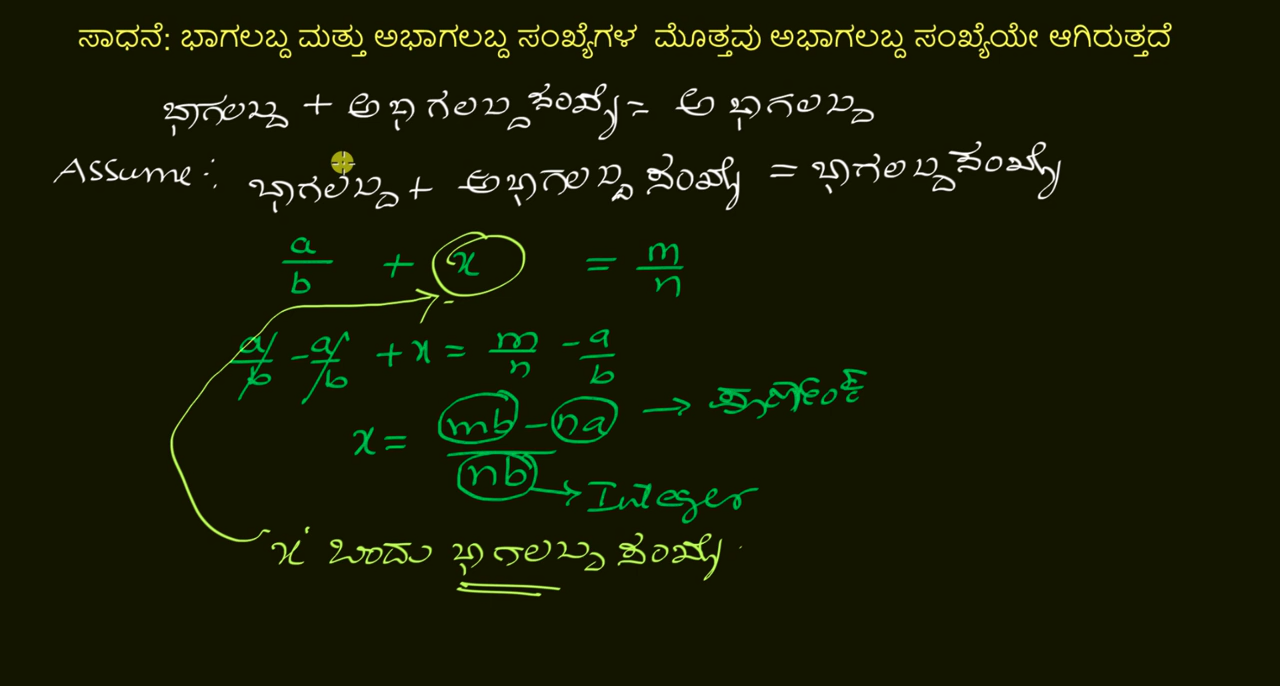 ಸಾಧನೆ: ಭಾಗಲಬ್ದ ಮತ್ತು ಅಭಾಗಲಬ್ದ ಸಂಖ್ಯೆಗಳ ಮೊತ್ತವು ಅಭಾಗಲಬ್ದ ಸಂಖ್ಯೆಯೇ ಆಗಿರುತ್ತದೆ
ಭಾಗಲಬ್ದ + ಅಭಾಗಲಬ್ದ ಸಂಖ್ಯೆ = ಅಭಾಗಲಬ್ದ
Assume: ಭಾಗಲಬ್ದ + ಅಭಾಗಲಬ್ದ ಸಂಖ್ಯೆ = ಭಾಗಲಬ್ದ ಸಂಖ್ಯೆ
a/b + x = m/n
a/b - a/b + x = m/n - a/b
x = (mb - na)/nb → ಪೂರ್ಣಾಂಕ
→ Integer
'x' ಒಂದು ಭಾಗಲಬ್ದ ಸಂಖ್ಯೆ.